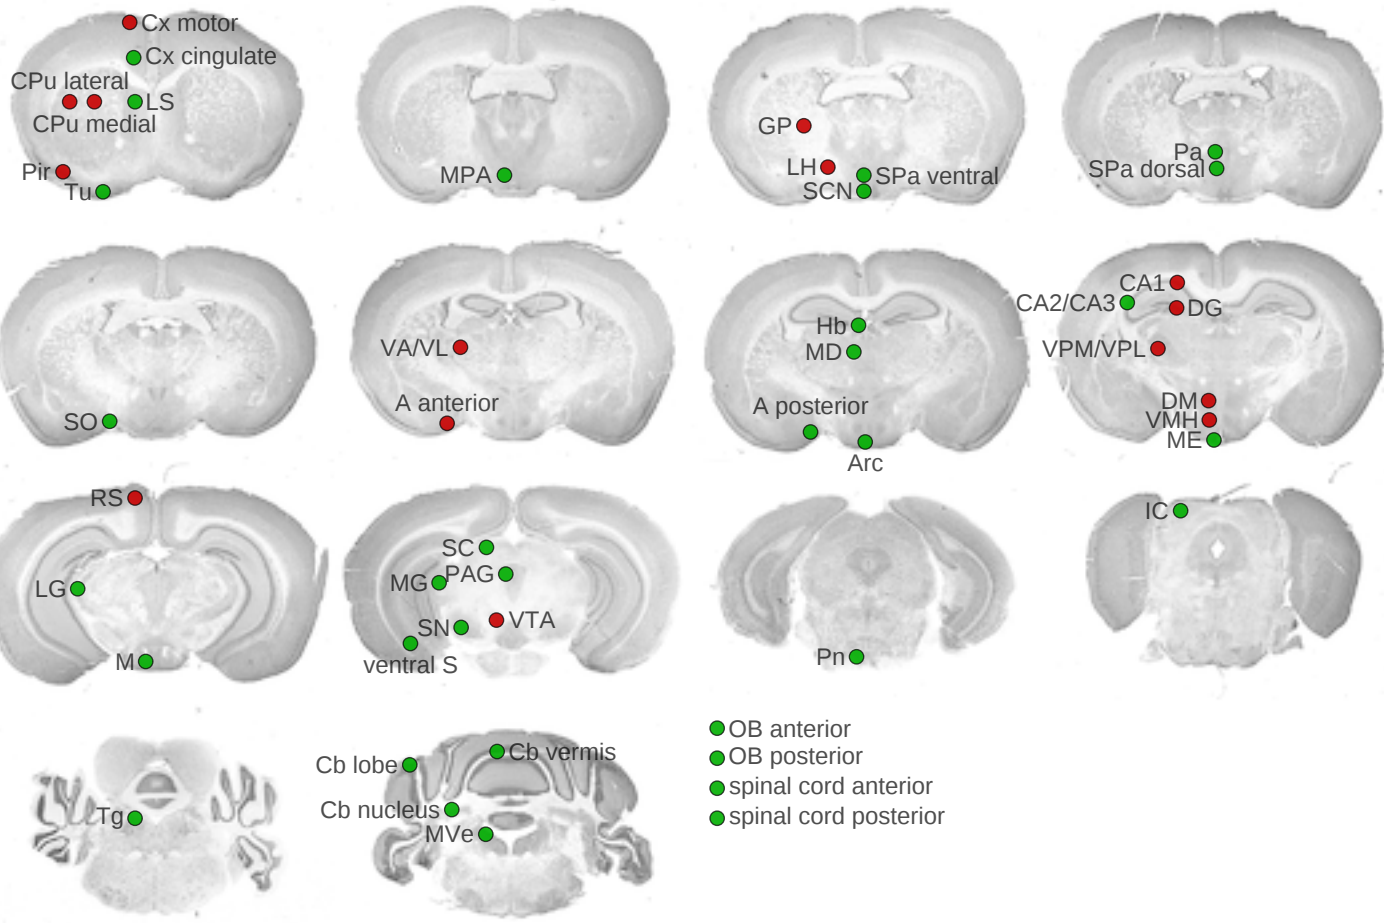 Cx motor
Cx cingulate
CPu lateral
LS
CPu medial
Pir
Tu
MPA
GP
LH
SPa ventral
SCN
Pa
SPa dorsal
SO
VA/VL
A anterior
Hb
MD
A posterior
Arc
CA1
CA2/CA3
DG
VPM/VPL
DM
VMH
ME
RS
LG
M
SC
MG
PAG
SN
VTA
ventral S
Pn
IC
Tg
Cb lobe
Cb vermis
Cb nucleus
MVe
OB anterior
OB posterior
spinal cord anterior
spinal cord posterior